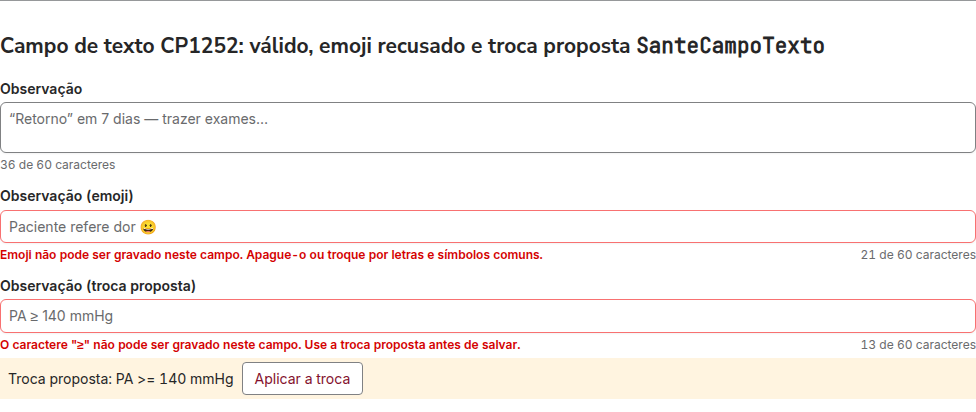 Campo de texto CP1252: válido, emoji recusado e troca proposta SanteCampoTexto
Observação
“Retorno” em 7 dias — trazer exames…
36 de 60 caracteres
Observação (emoji)
Paciente refere dor 😀
Emoji não pode ser gravado neste campo. Apague-o ou troque por letras e símbolos comuns.
21 de 60 caracteres
Observação (troca proposta)
PA ≥ 140 mmHg
O caractere "≥" não pode ser gravado neste campo. Use a troca proposta antes de salvar.
13 de 60 caracteres
Troca proposta: PA >= 140 mmHg
Aplicar a troca